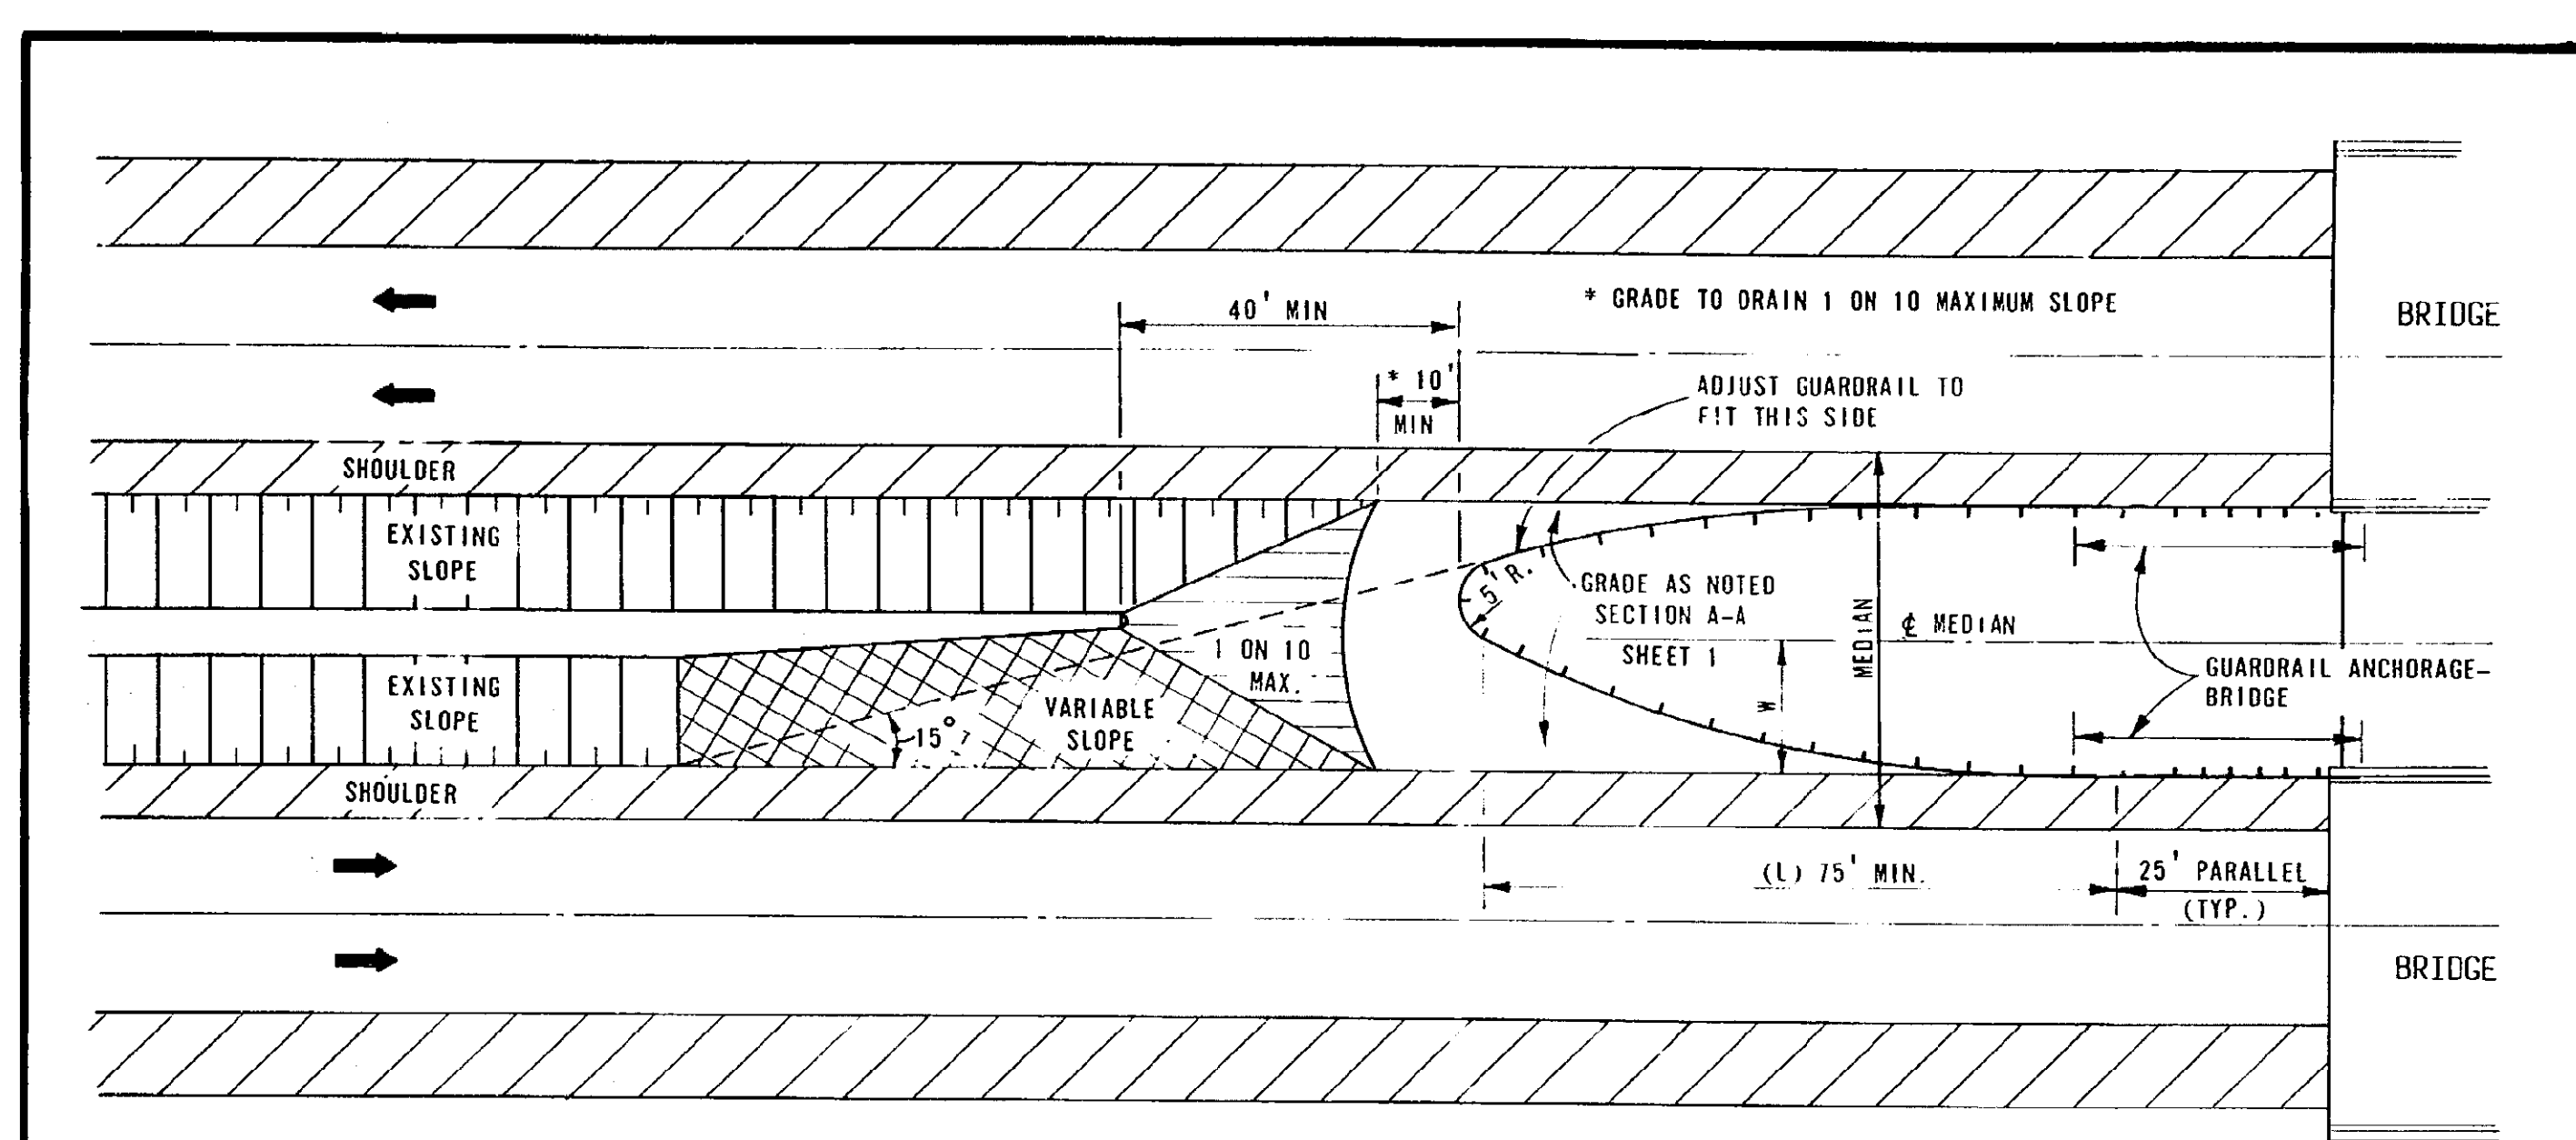 40' MIN
* GRADE TO DRAIN 1 ON 10 MAXIMUM SLOPE
BRIDGE
* 10'
MIN
ADJUST GUARDRAIL TO
FIT THIS SIDE
SHOULDER
EXISTING
SLOPE
5' R.
GRADE AS NOTED
SECTION A-A
SHEET 1
MEDIAN
℄ MEDIAN
1 ON 10
MAX.
EXISTING
SLOPE
15°
VARIABLE
SLOPE
W
GUARDRAIL ANCHORAGE-
BRIDGE
SHOULDER
(L) 75' MIN.
25' PARALLEL
(TYP.)
BRIDGE